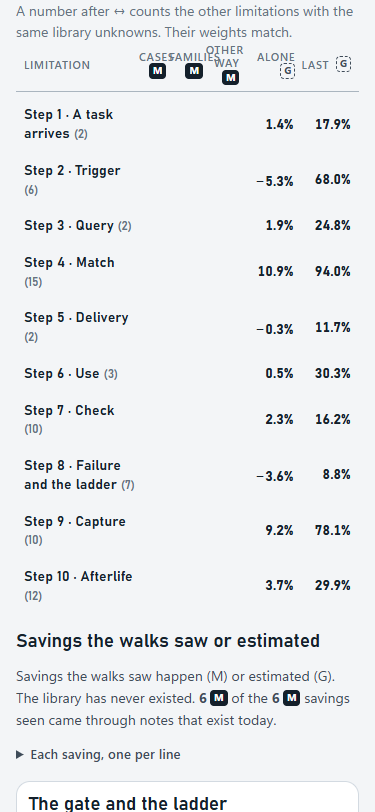 A number after ↔ counts the other limitations with the
same library unknowns. Their weights match.
LIMITATION CASES M FAMILIES M OTHER WAY M ALONE G LAST G
Step 1 · A task arrives (2) 1.4% 17.9%
Step 2 · Trigger (6) −5.3% 68.0%
Step 3 · Query (2) 1.9% 24.8%
Step 4 · Match (15) 10.9% 94.0%
Step 5 · Delivery (2) −0.3% 11.7%
Step 6 · Use (3) 0.5% 30.3%
Step 7 · Check (10) 2.3% 16.2%
Step 8 · Failure and the ladder (7) −3.6% 8.8%
Step 9 · Capture (10) 9.2% 78.1%
Step 10 · Afterlife (12) 3.7% 29.9%
Savings the walks saw or estimated
Savings the walks saw happen (M) or estimated (G).
The library has never existed. 6 M of the 6 M savings
seen came through notes that exist today.
▶ Each saving, one per line
The gate and the ladder